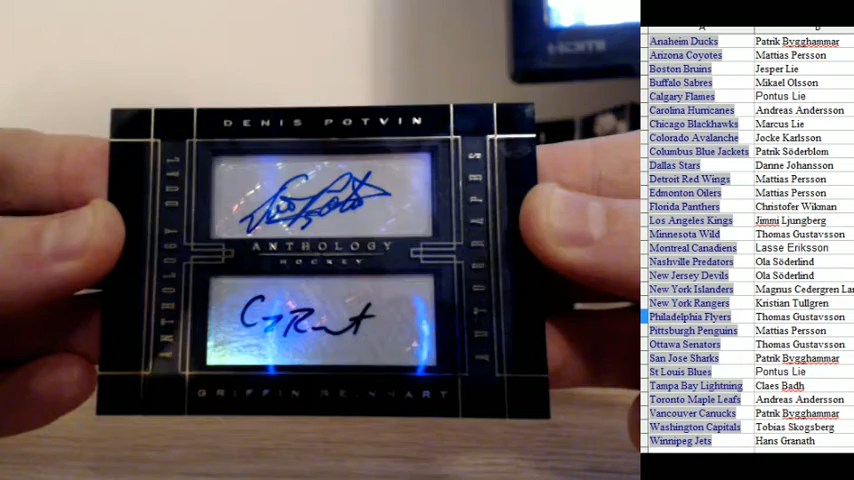 HDMI
DENIS POTVIN
ANTHOLOGY DUAL
AUTOGRAPHS
ANTHOLOGY
HOCKEY
GRIFFIN REINHART
Anaheim Ducks Patrik Bygghammar
Arizona Coyotes Mattias Persson
Boston Bruins Jesper Lie
Buffalo Sabres Mikael Olsson
Calgary Flames Pontus Lie
Carolina Hurricanes Andreas Andersson
Chicago Blackhawks Marcus Lie
Colorado Avalanche Jocke Karlsson
Columbus Blue Jackets Patrik Söderblom
Dallas Stars Danne Johansson
Detroit Red Wings Mattias Persson
Edmonton Oilers Mattias Persson
Florida Panthers Christofer Wikman
Los Angeles Kings Jimmi Ljungberg
Minnesota Wild Thomas Gustavsson
Montreal Canadiens Lasse Eriksson
Nashville Predators Ola Söderlind
New Jersey Devils Ola Söderlind
New York Islanders Magnus Cedergren Lar
New York Rangers Kristian Tullgren
Philadelphia Flyers Thomas Gustavsson
Pittsburgh Penguins Mattias Persson
Ottawa Senators Thomas Gustavsson
San Jose Sharks Patrik Bygghammar
St Louis Blues Pontus Lie
Tampa Bay Lightning Claes Badh
Toronto Maple Leafs Andreas Andersson
Vancouver Canucks Patrik Bygghammar
Washington Capitals Tobias Skogsberg
Winnipeg Jets Hans Granath